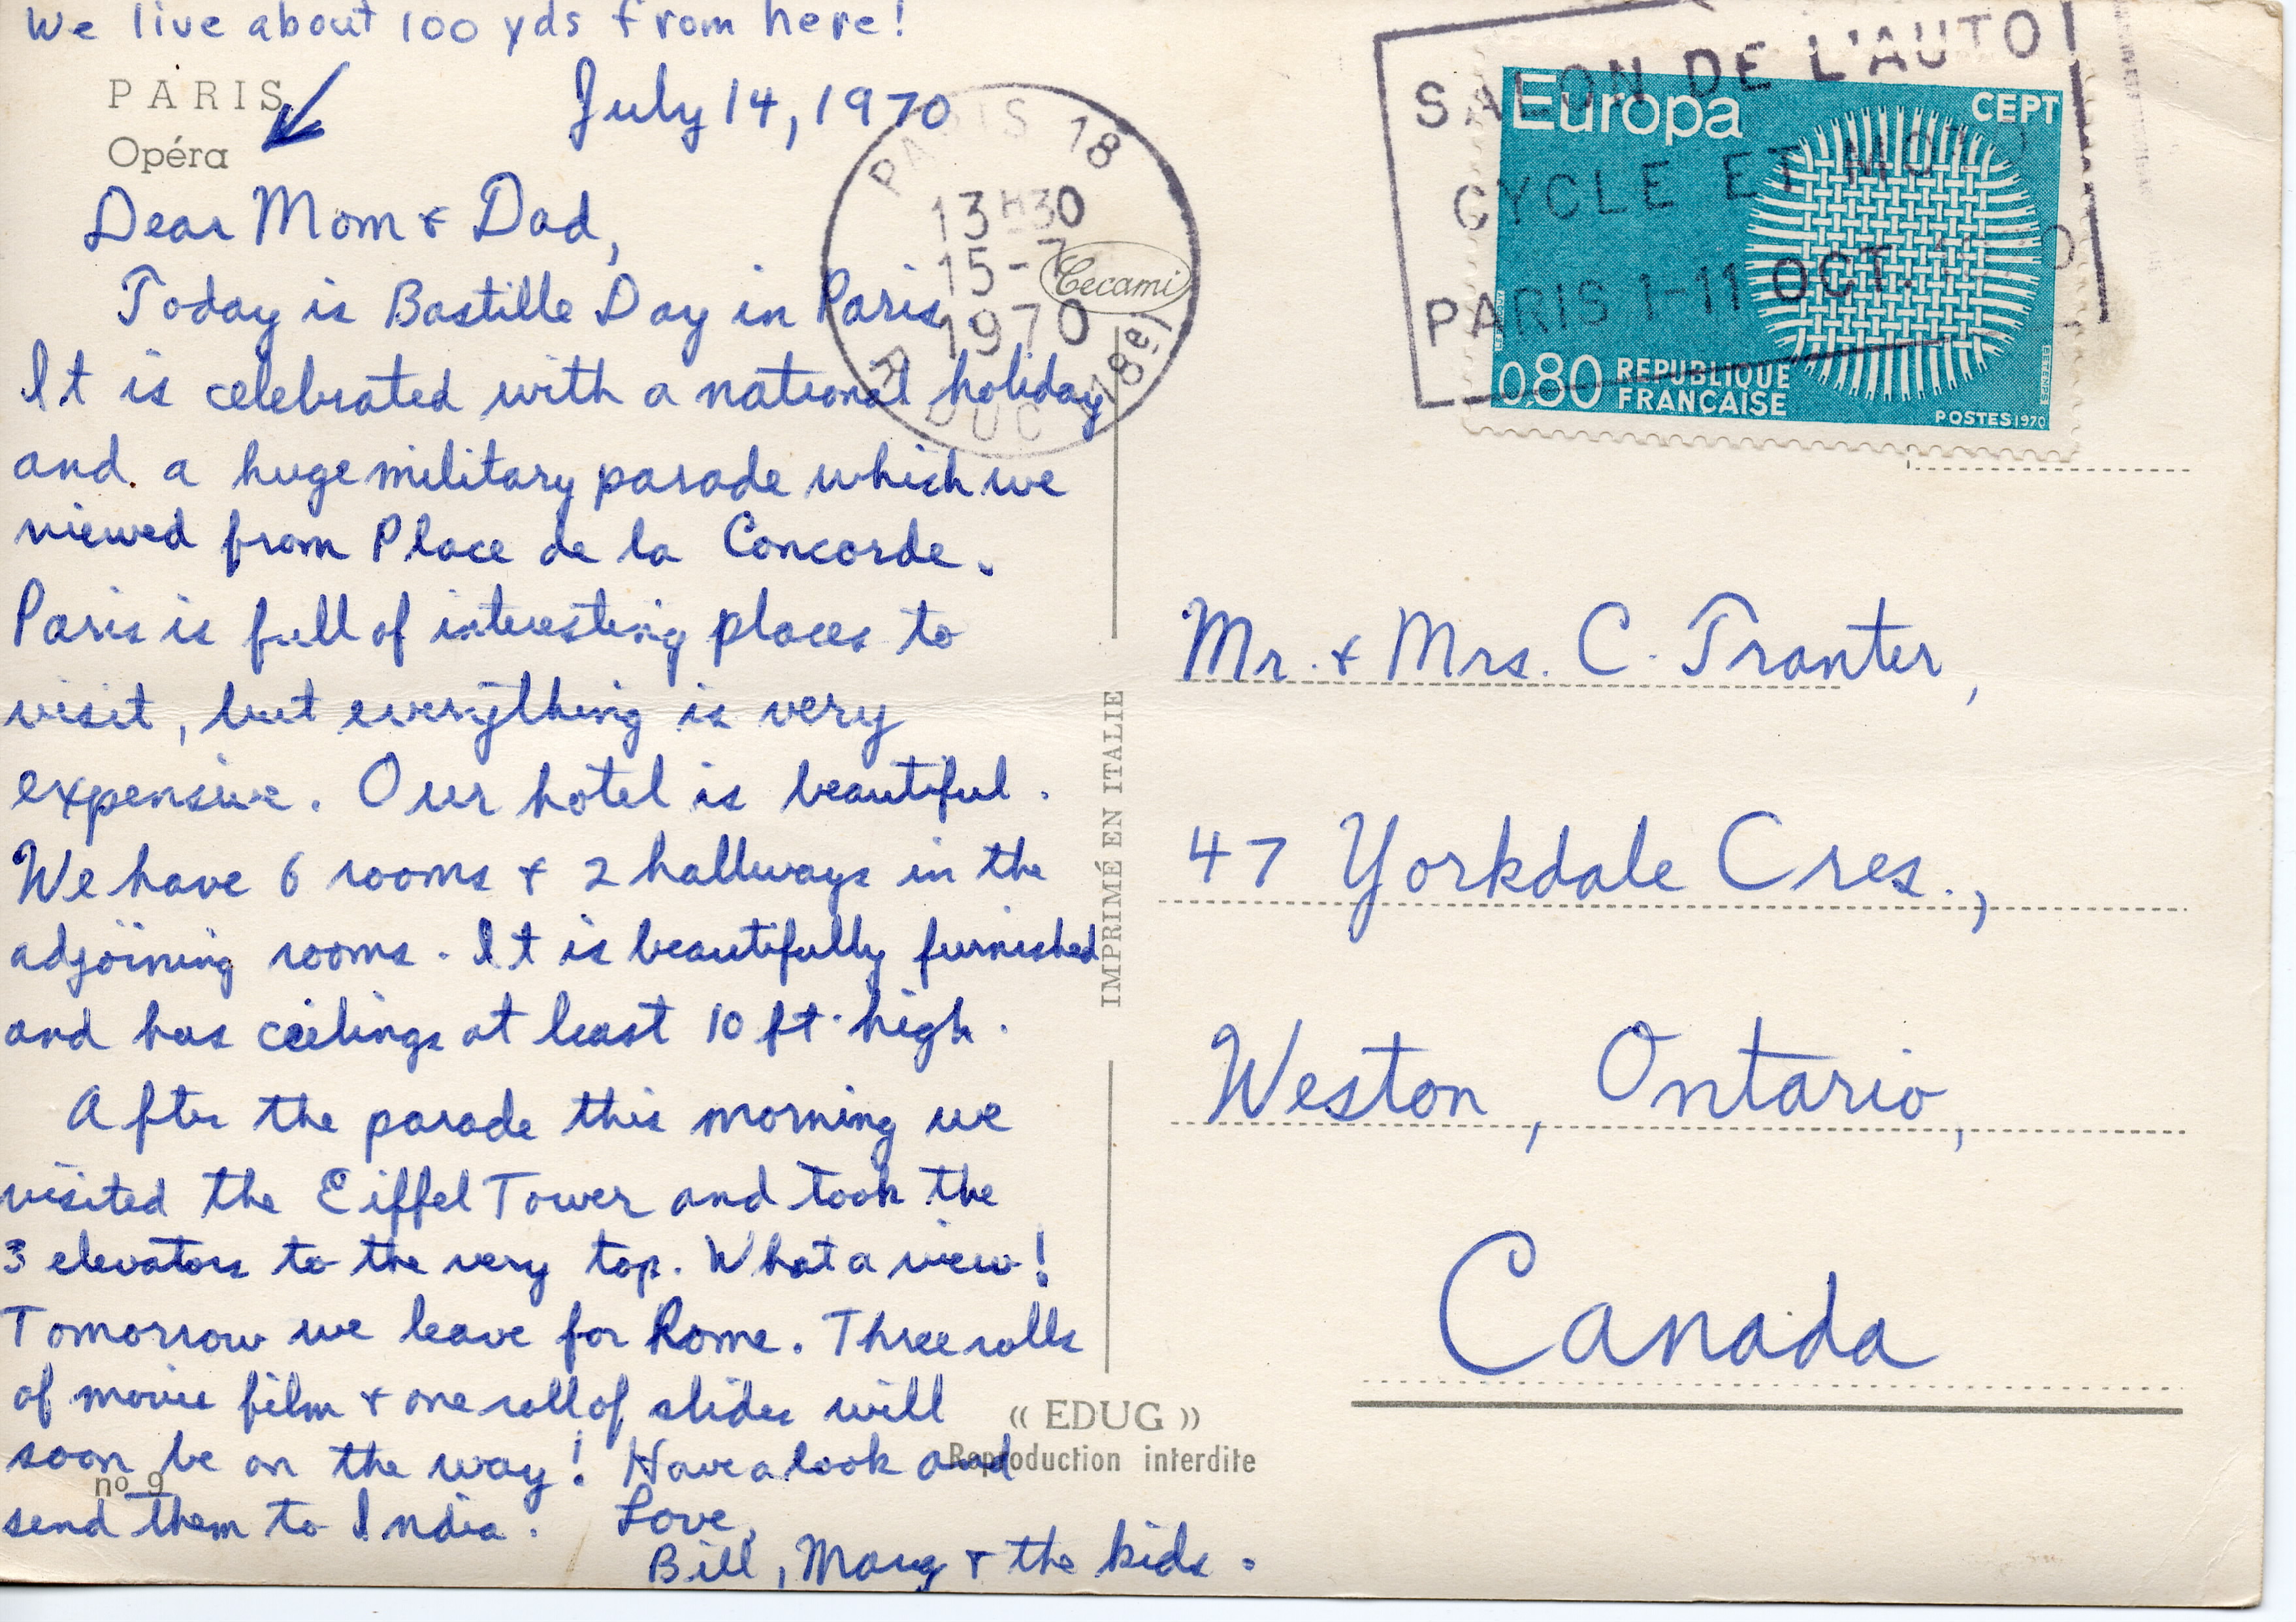 We live about 100 yds from here!
PARIS
Opéra
July 14, 1970
Dear Mom & Dad,
Today is Bastille Day in Paris.
It is celebrated with a national holiday
and a huge military parade which we
viewed from Place de la Concorde.
Paris is full of interesting places to
visit, but everything is very
expensive. Our hotel is beautiful.
We have 6 rooms & 2 hallways in the
adjoining rooms. It is beautifully furnished
and has ceilings at least 10 ft. high.
After the parade this morning we
visited the Eiffel Tower and took the
3 elevators to the very top. What a view!
Tomorrow we leave for Rome. Three rolls
of movie film & one roll of slides will
soon be on the way! Have a look and
send them to India. Love,
Bill, Marg & the kids.
nº 9
PARIS 18
13H30
15-7
1970
R DUC (18e)
Cecami
IMPRIMÉ EN ITALIE
« EDUG »
Reproduction interdite
SALON DE L'AUTO
CYCLE ET MOTO
PARIS 1-11 OCT. 1970
Europa
CEPT
0,80 REPUBLIQUE
FRANÇAISE
POSTES 1970
Mr. & Mrs. C. Tranter,
47 Yorkdale Cres.,
Weston, Ontario,
Canada